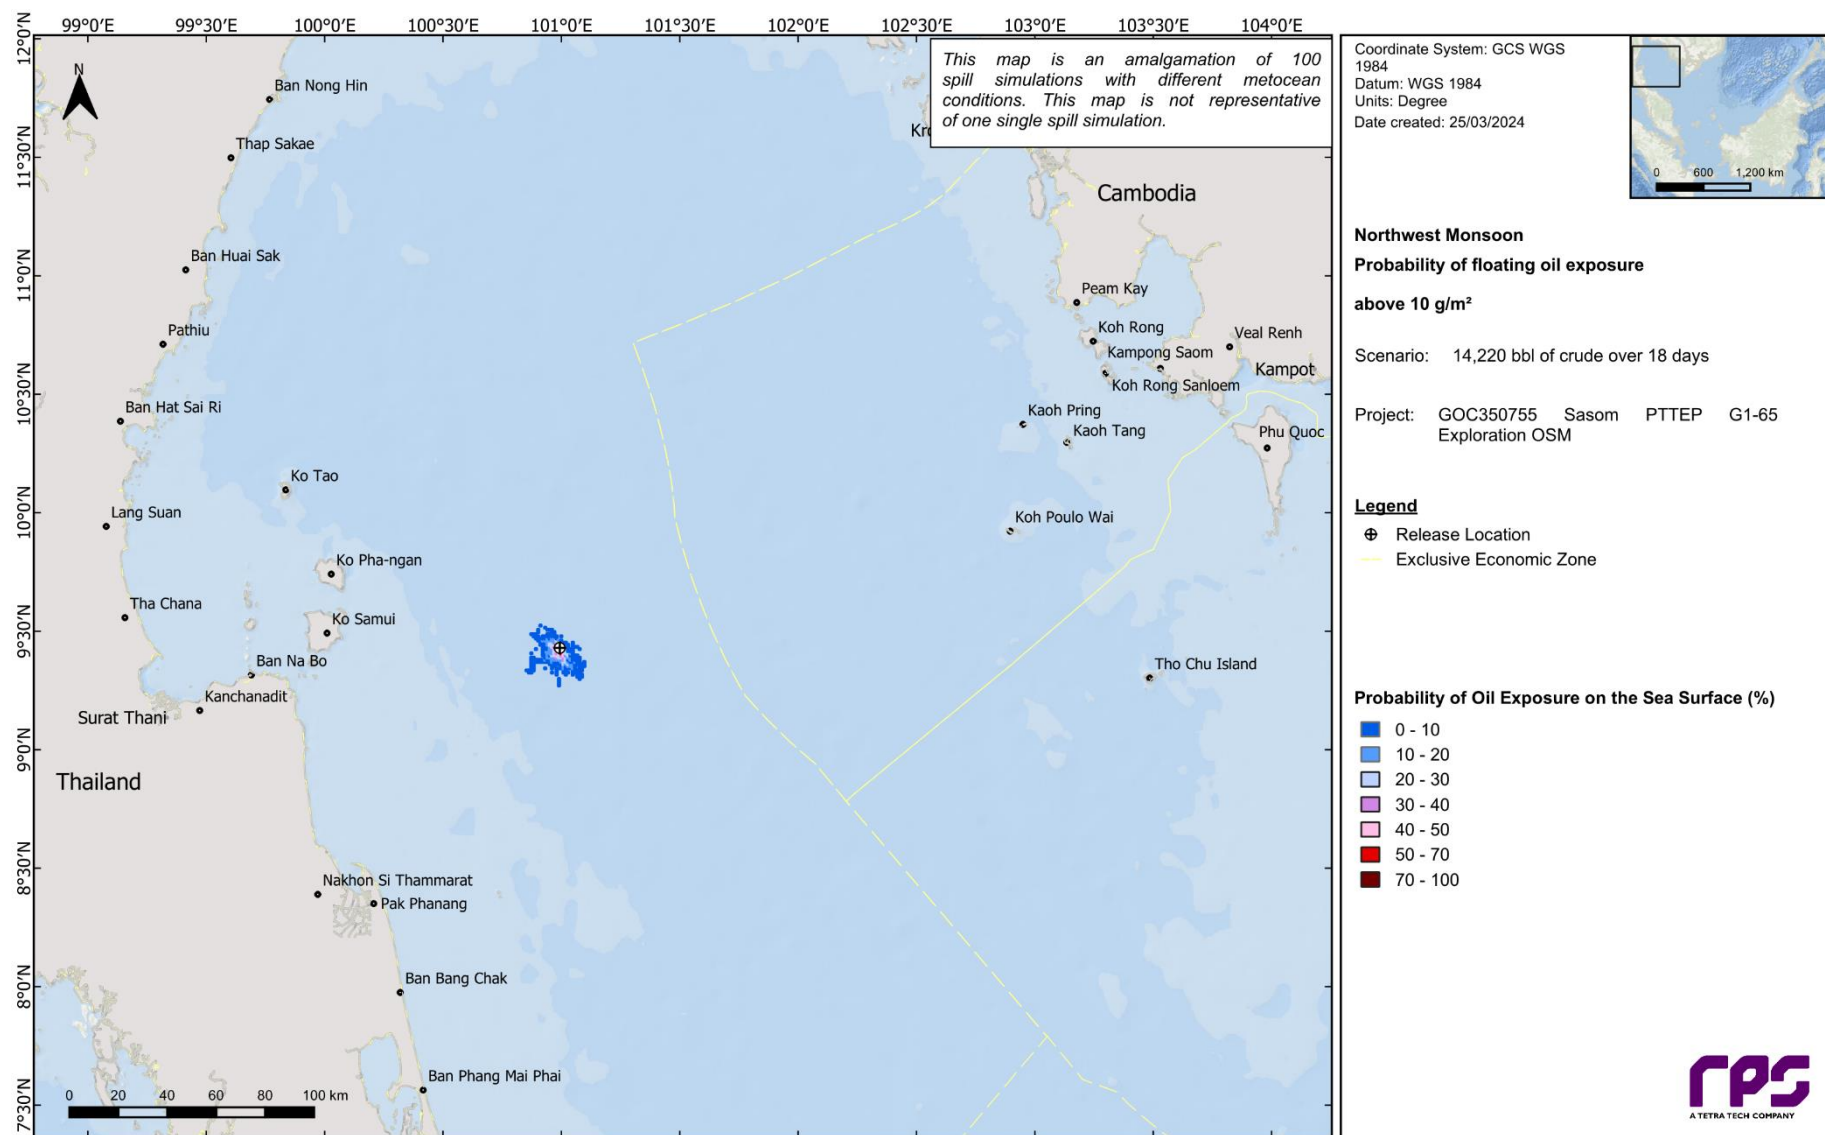 99°0′E 99°30′E 100°0′E 100°30′E 101°0′E 101°30′E 102°0′E 102°30′E 103°0′E 103°30′E 104°0′E
12°0′N
11°30′N
11°0′N
10°30′N
10°0′N
9°30′N
9°0′N
8°30′N
8°0′N
7°30′N
N
This map is an amalgamation of 100
spill simulations with different metocean
conditions. This map is not representative
of one single spill simulation.
Ban Nong Hin
Thap Sakae
Ban Huai Sak
Pathiu
Ban Hat Sai Ri
Ko Tao
Lang Suan
Ko Pha-ngan
Tha Chana
Ko Samui
Ban Na Bo
Kanchanadit
Surat Thani
Thailand
Nakhon Si Thammarat
Pak Phanang
Ban Bang Chak
Ban Phang Mai Phai
Cambodia
Peam Kay
Koh Rong
Veal Renh
Kampong Saom
Kampot
Koh Rong Sanloem
Kaoh Pring
Kaoh Tang
Phu Quoc
Koh Poulo Wai
Tho Chu Island
0 20 40 60 80 100 km
Coordinate System: GCS WGS
1984
Datum: WGS 1984
Units: Degree
Date created: 25/03/2024
0 600 1,200 km
Northwest Monsoon
Probability of floating oil exposure
above 10 g/m²
Scenario: 14,220 bbl of crude over 18 days
Project: GOC350755 Sasom PTTEP G1-65
Exploration OSM
Legend
Release Location
Exclusive Economic Zone
Probability of Oil Exposure on the Sea Surface (%)
0 - 10
10 - 20
20 - 30
30 - 40
40 - 50
50 - 70
70 - 100
rps
A TETRA TECH COMPANY